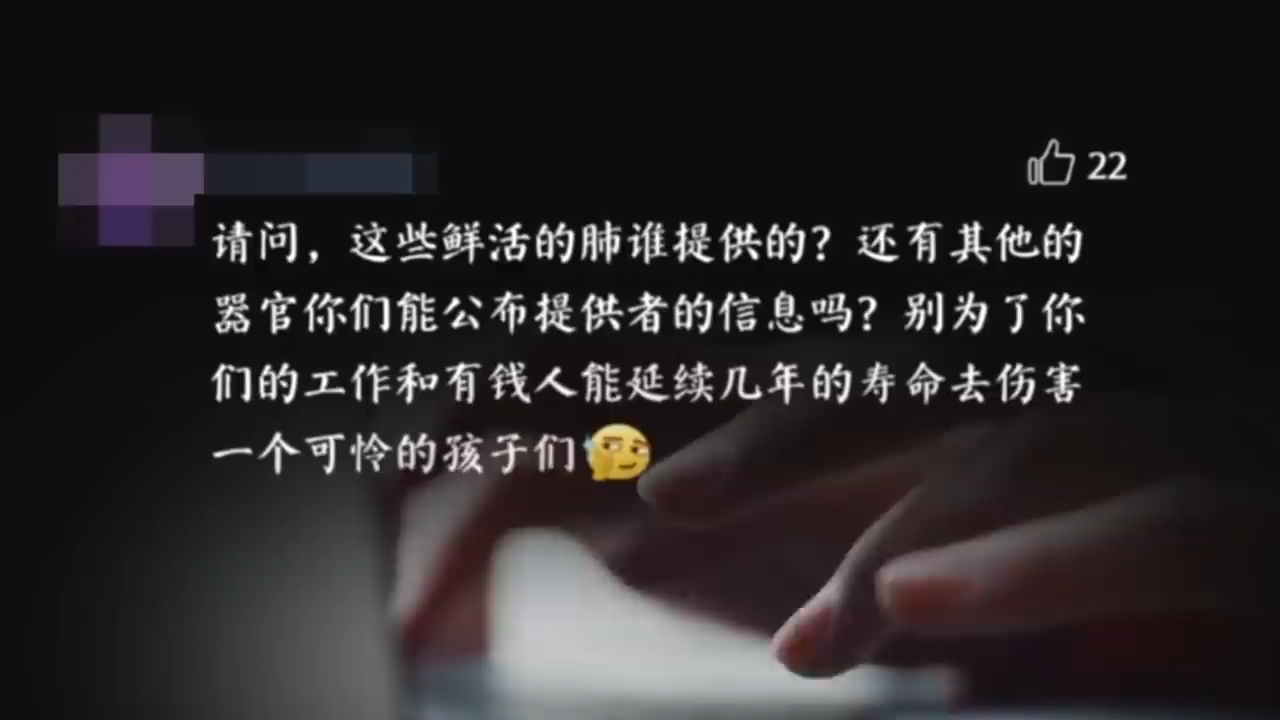 22
请问，这些鲜活的肺谁提供的？还有其他的
器官你们能公布提供者的信息吗？别为了你
们的工作和有钱人能延续几年的寿命去伤害
一个可怜的孩子们